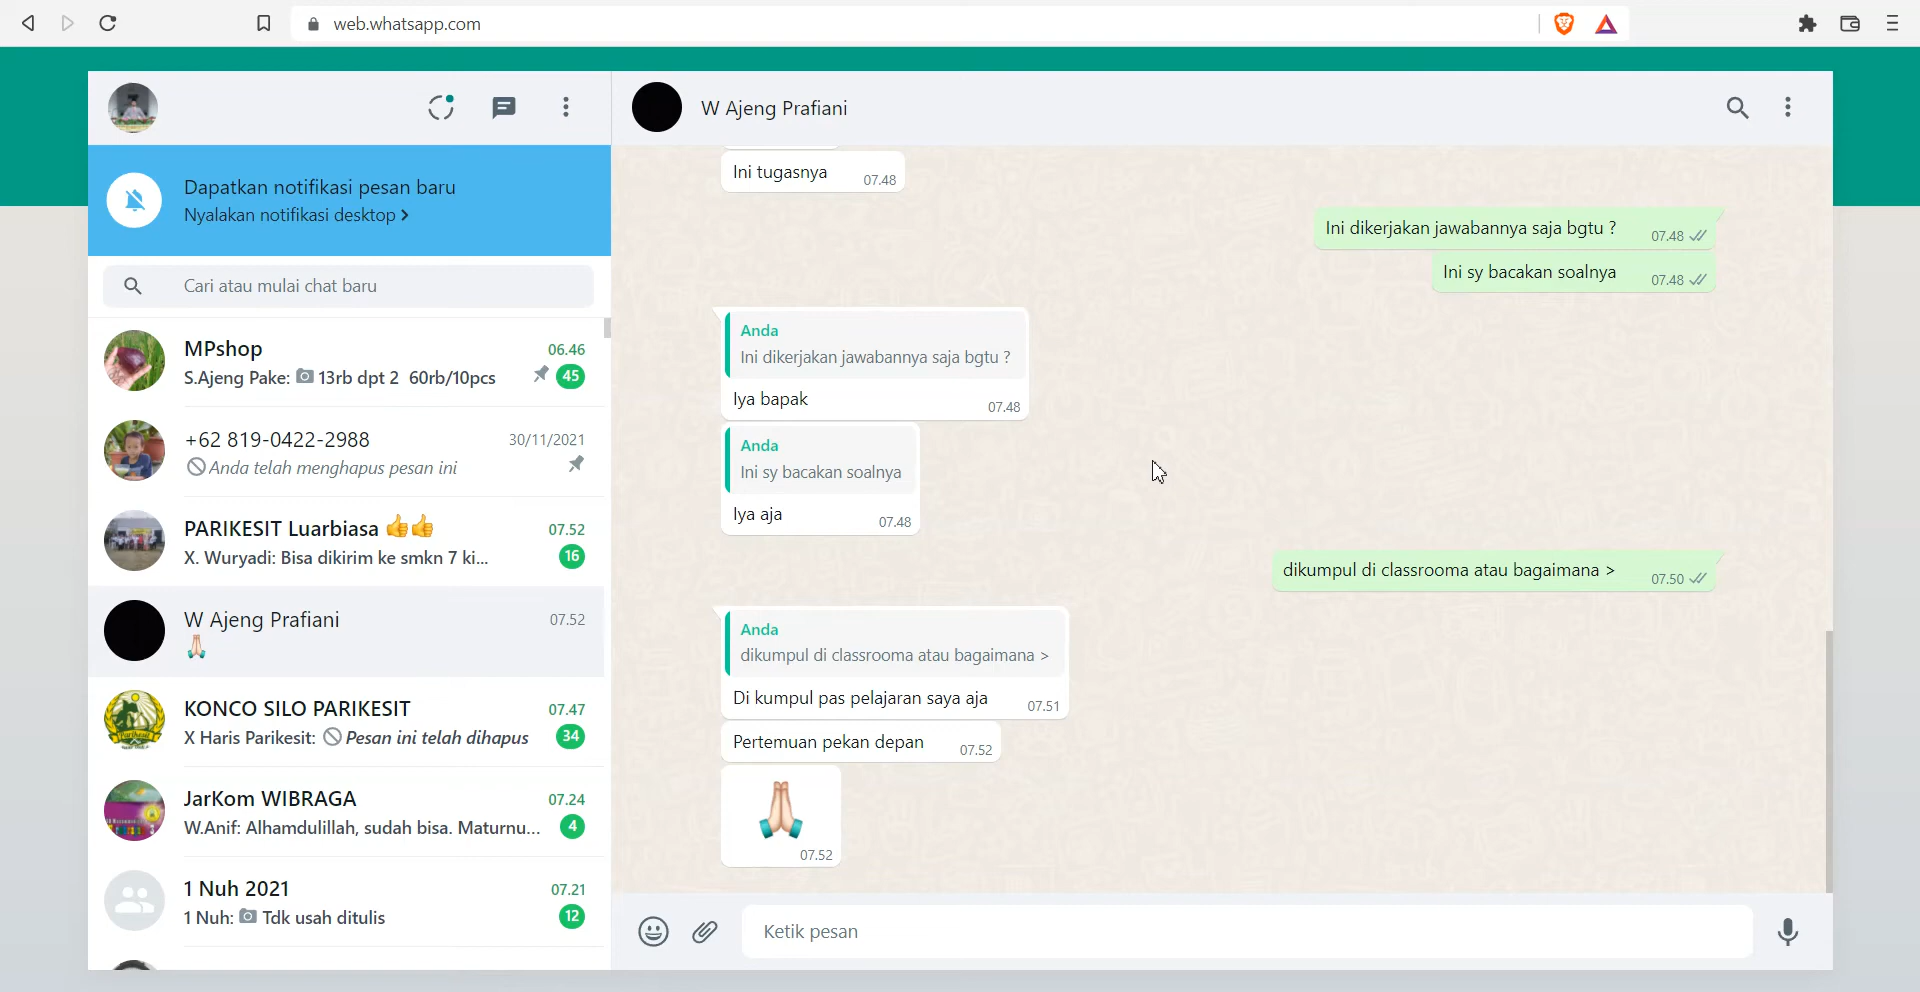 web.whatsapp.com
W Ajeng Prafiani
Dapatkan notifikasi pesan baru
Nyalakan notifikasi desktop >
Cari atau mulai chat baru
MPshop
06.46
S.Ajeng Pake: 13rb dpt 2 60rb/10pcs
45
+62 819-0422-2988
30/11/2021
Anda telah menghapus pesan ini
PARIKESIT Luarbiasa 👍👍
07.52
X. Wuryadi: Bisa dikirim ke smkn 7 ki...
16
W Ajeng Prafiani
07.52
🙏🏻
KONCO SILO PARIKESIT
07.47
X Haris Parikesit: Pesan ini telah dihapus
34
JarKom WIBRAGA
07.24
W.Anif: Alhamdulillah, sudah bisa. Maturnu...
4
1 Nuh 2021
07.21
1 Nuh: Tdk usah ditulis
12
Ini tugasnya 07.48
Ini dikerjakan jawabannya saja bgtu ? 07.48
Ini sy bacakan soalnya 07.48
Anda
Ini dikerjakan jawabannya saja bgtu ?
Iya bapak 07.48
Anda
Ini sy bacakan soalnya
Iya aja 07.48
dikumpul di classrooma atau bagaimana > 07.50
Anda
dikumpul di classrooma atau bagaimana >
Di kumpul pas pelajaran saya aja 07.51
Pertemuan pekan depan 07.52
🙏🏻
07.52
Ketik pesan